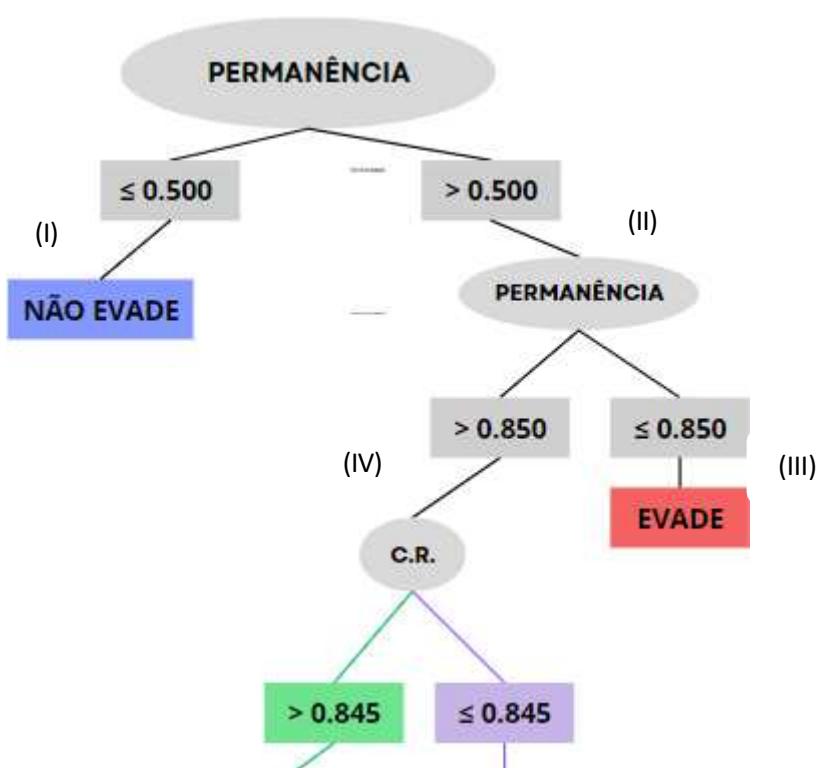 PERMANÊNCIA
≤ 0.500
> 0.500
(I)
(II)
NÃO EVADE
PERMANÊNCIA
> 0.850
≤ 0.850
(IV)
(III)
EVADE
C.R.
> 0.845
≤ 0.845